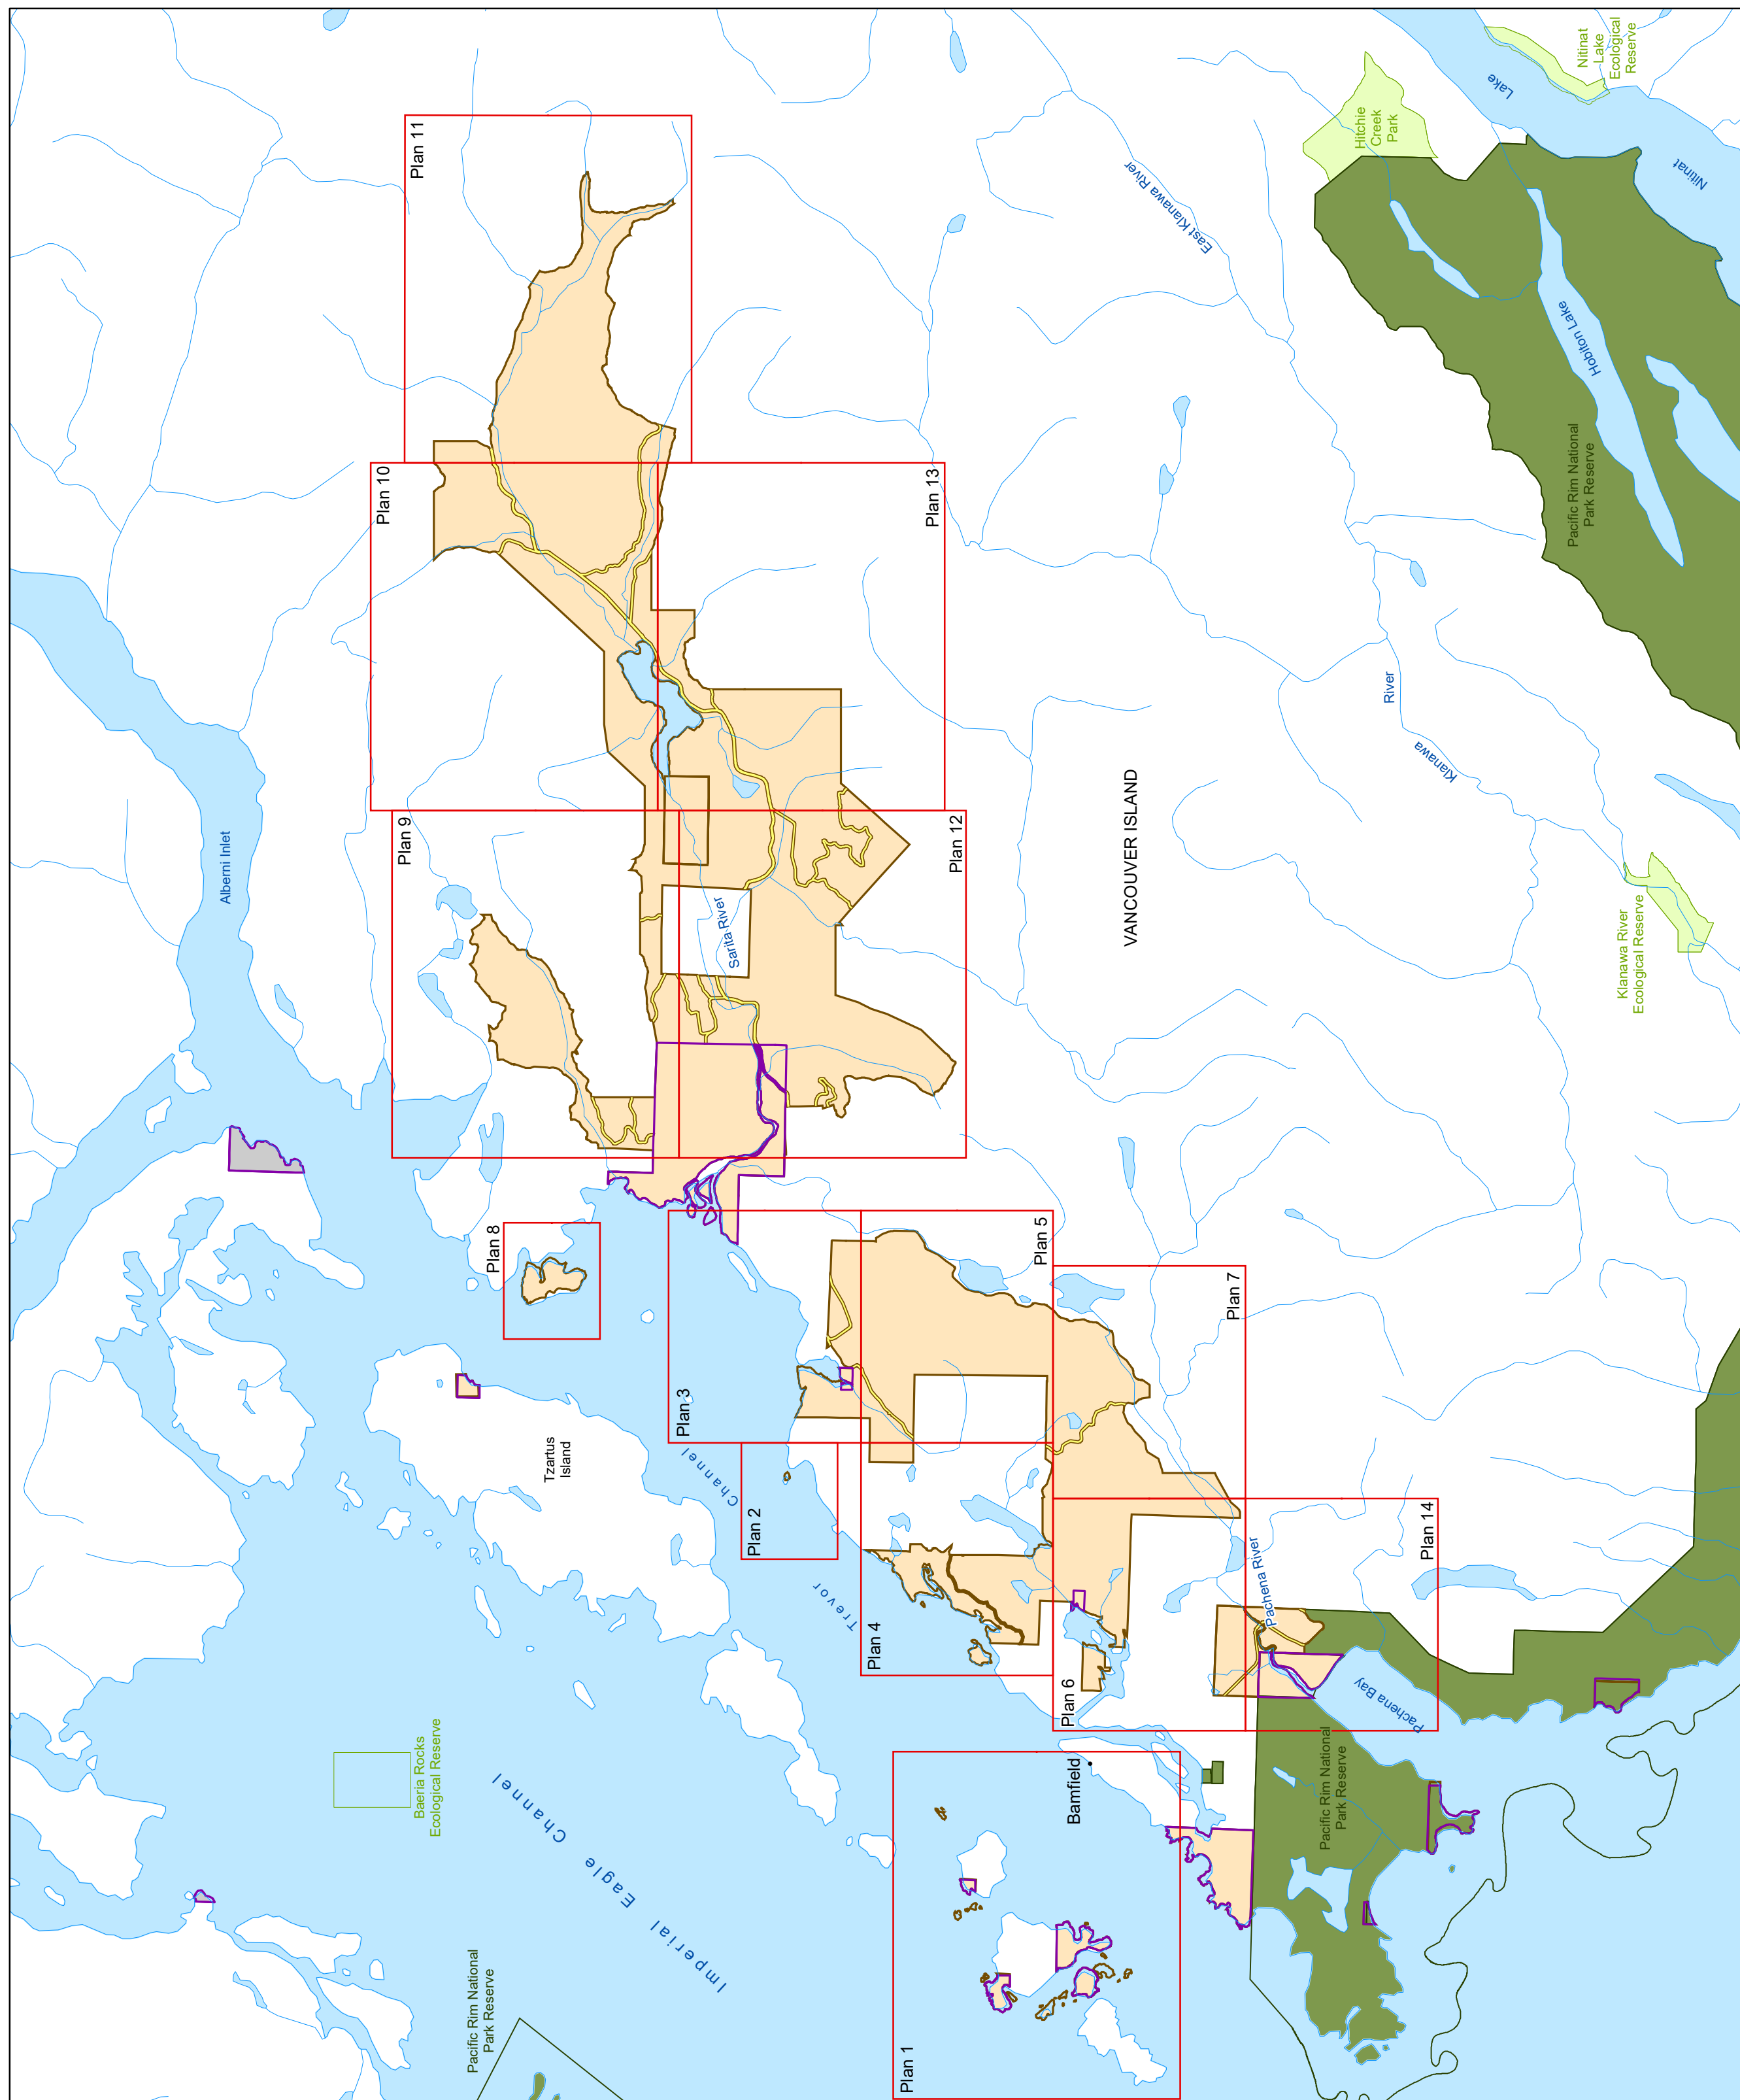 Plan 11
Plan 10
Plan 13
Plan 9
Plan 12
Plan 8
Plan 3
Plan 5
Plan 7
Plan 2
Plan 4
Plan 6
Plan 14
Plan 1
Nitinat
Lake
Ecological
Reserve
Hitchie
Creek
Park
Nitinat
Lake
Hobiton Lake
Pacific Rim National
Park Reserve
East Klanawa River
Klanawa
River
Klanawa River
Ecological Reserve
VANCOUVER ISLAND
Alberni Inlet
Sarita River
Tzartus
Island
Trevor
Channel
Pachena River
Pachena Bay
Bamfield
Pacific Rim National
Park Reserve
Baeria Rocks
Ecological Reserve
Imperial Eagle Channel
Pacific Rim National
Park Reserve